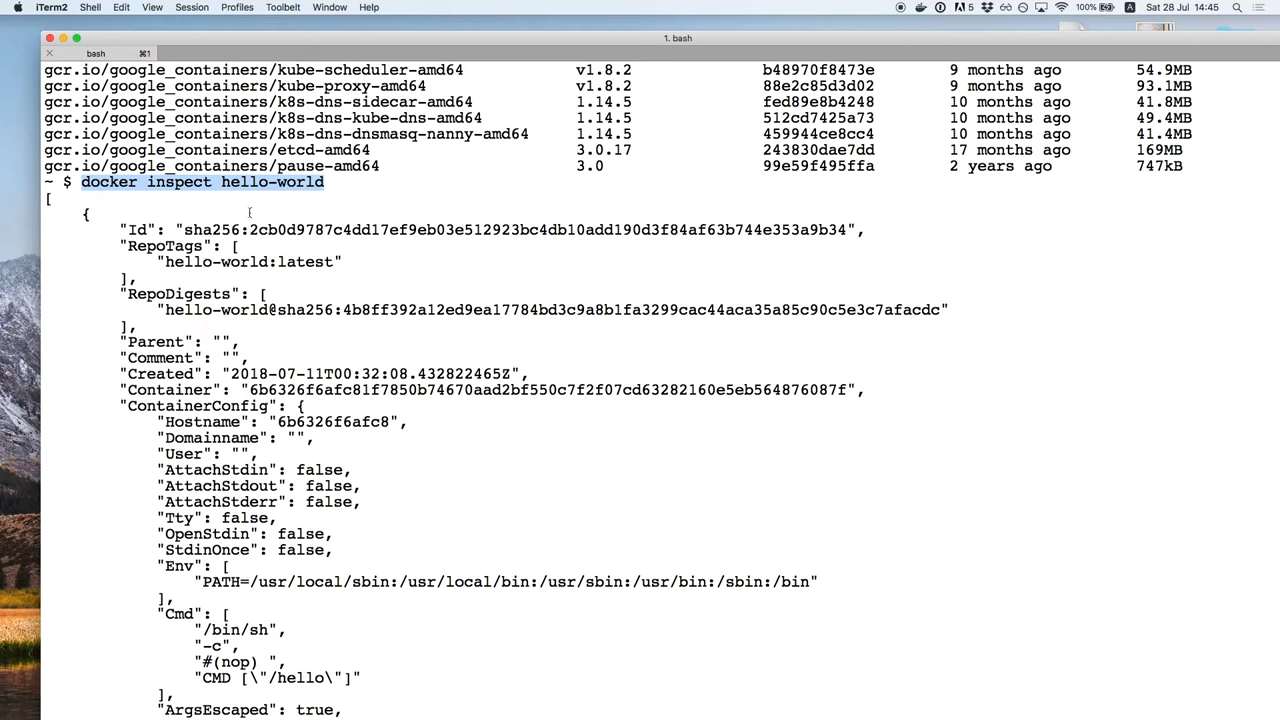 iTerm2 Shell Edit View Session Profiles Toolbelt Window Help 5 100% Sat 28 Jul 14:45
1. bash
bash ⌘1
gcr.io/google_containers/kube-scheduler-amd64 v1.8.2 b48970f8473e 9 months ago 54.9MB
gcr.io/google_containers/kube-proxy-amd64 v1.8.2 88e2c85d3d02 9 months ago 93.1MB
gcr.io/google_containers/k8s-dns-sidecar-amd64 1.14.5 fed89e8b4248 10 months ago 41.8MB
gcr.io/google_containers/k8s-dns-kube-dns-amd64 1.14.5 512cd7425a73 10 months ago 49.4MB
gcr.io/google_containers/k8s-dns-dnsmasq-nanny-amd64 1.14.5 459944ce8cc4 10 months ago 41.4MB
gcr.io/google_containers/etcd-amd64 3.0.17 243830dae7dd 17 months ago 169MB
gcr.io/google_containers/pause-amd64 3.0 99e59f495ffa 2 years ago 747kB
~ $ docker inspect hello-world
[
{
"Id": "sha256:2cb0d9787c4dd17ef9eb03e512923bc4db10add190d3f84af63b744e353a9b34",
"RepoTags": [
"hello-world:latest"
],
"RepoDigests": [
"hello-world@sha256:4b8ff392a12ed9ea17784bd3c9a8b1fa3299cac44aca35a85c90c5e3c7afacdc"
],
"Parent": "",
"Comment": "",
"Created": "2018-07-11T00:32:08.432822465Z",
"Container": "6b6326f6afc81f7850b74670aad2bf550c7f2f07cd63282160e5eb564876087f",
"ContainerConfig": {
"Hostname": "6b6326f6afc8",
"Domainname": "",
"User": "",
"AttachStdin": false,
"AttachStdout": false,
"AttachStderr": false,
"Tty": false,
"OpenStdin": false,
"StdinOnce": false,
"Env": [
"PATH=/usr/local/sbin:/usr/local/bin:/usr/sbin:/usr/bin:/sbin:/bin"
],
"Cmd": [
"/bin/sh",
"-c",
"#(nop) ",
"CMD [\"/hello\"]"
],
"ArgsEscaped": true,